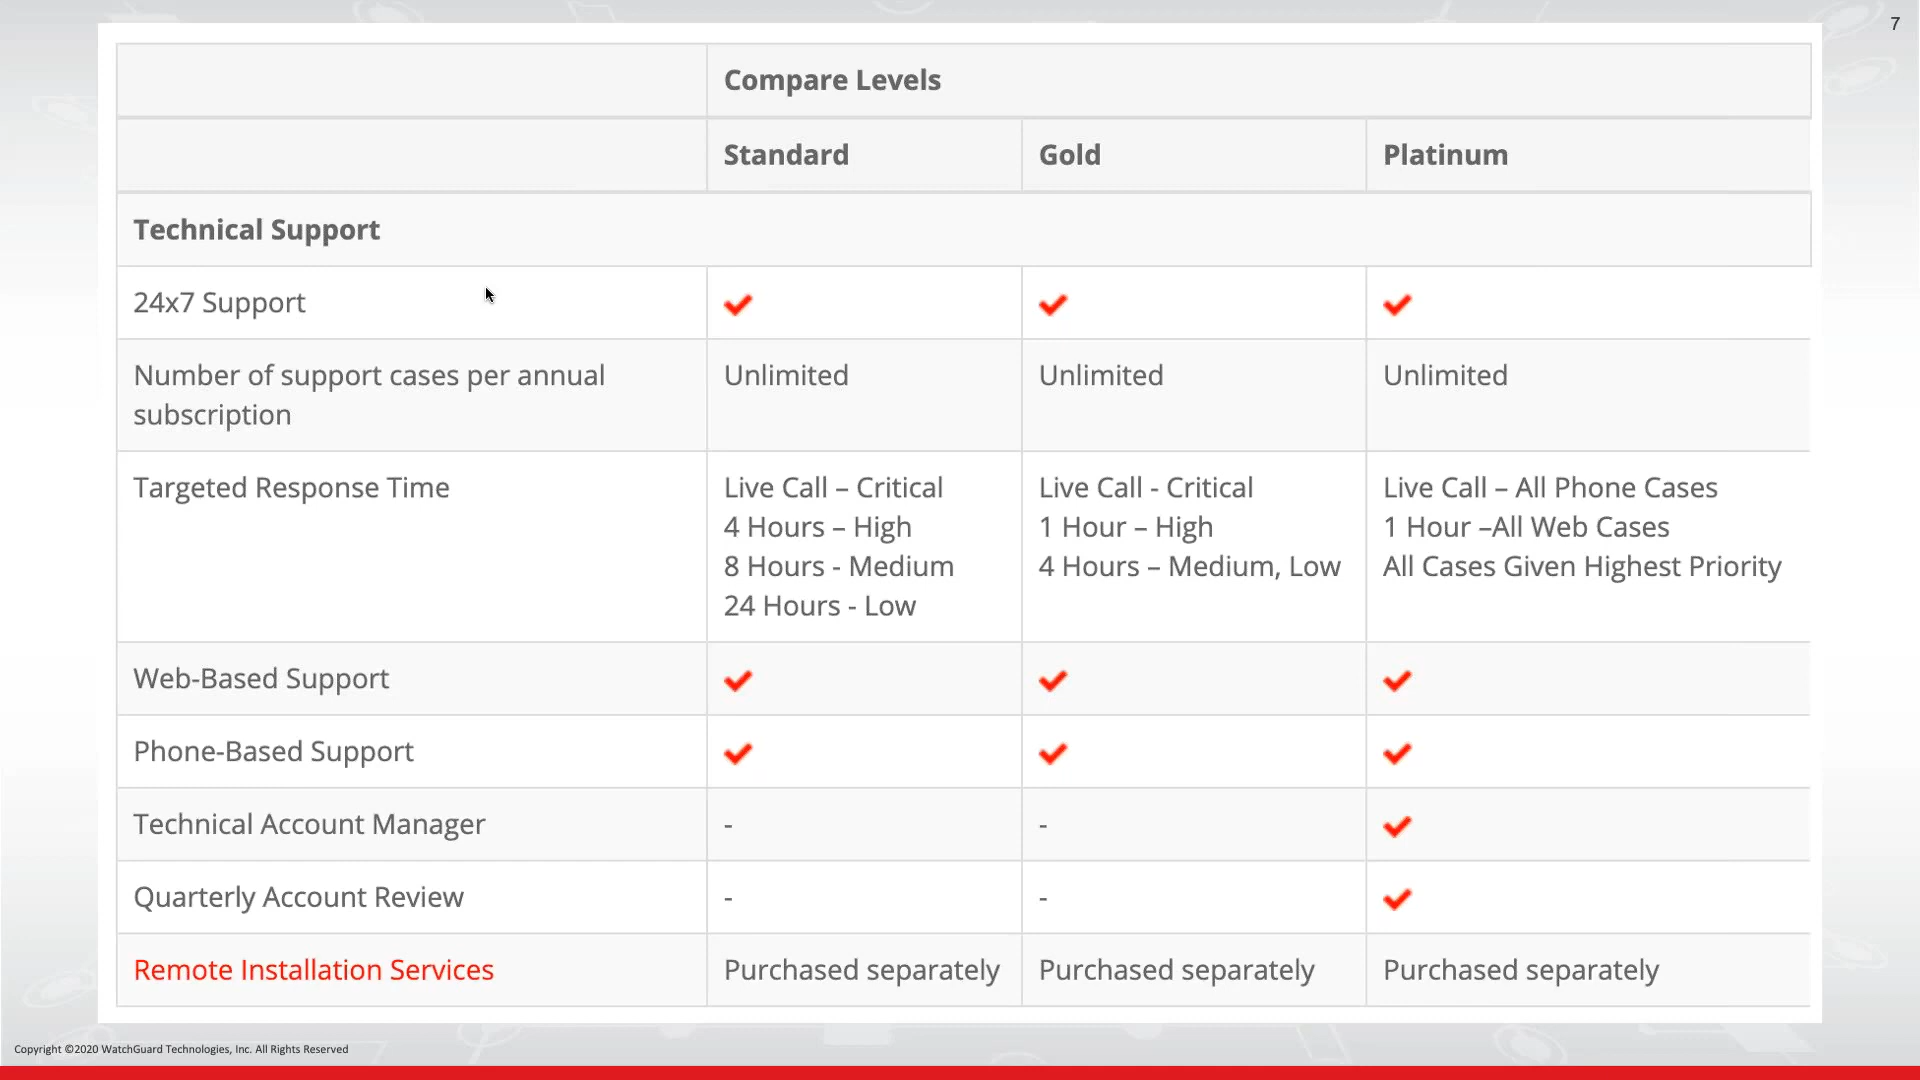 7
Compare Levels
Standard Gold Platinum
Technical Support
24x7 Support
Number of support cases per annual
subscription
Unlimited Unlimited Unlimited
Targeted Response Time
Live Call – Critical
4 Hours – High
8 Hours - Medium
24 Hours - Low
Live Call - Critical
1 Hour – High
4 Hours – Medium, Low
Live Call – All Phone Cases
1 Hour –All Web Cases
All Cases Given Highest Priority
Web-Based Support
Phone-Based Support
Technical Account Manager - -
Quarterly Account Review - -
Remote Installation Services Purchased separately Purchased separately Purchased separately
Copyright ©2020 WatchGuard Technologies, Inc. All Rights Reserved